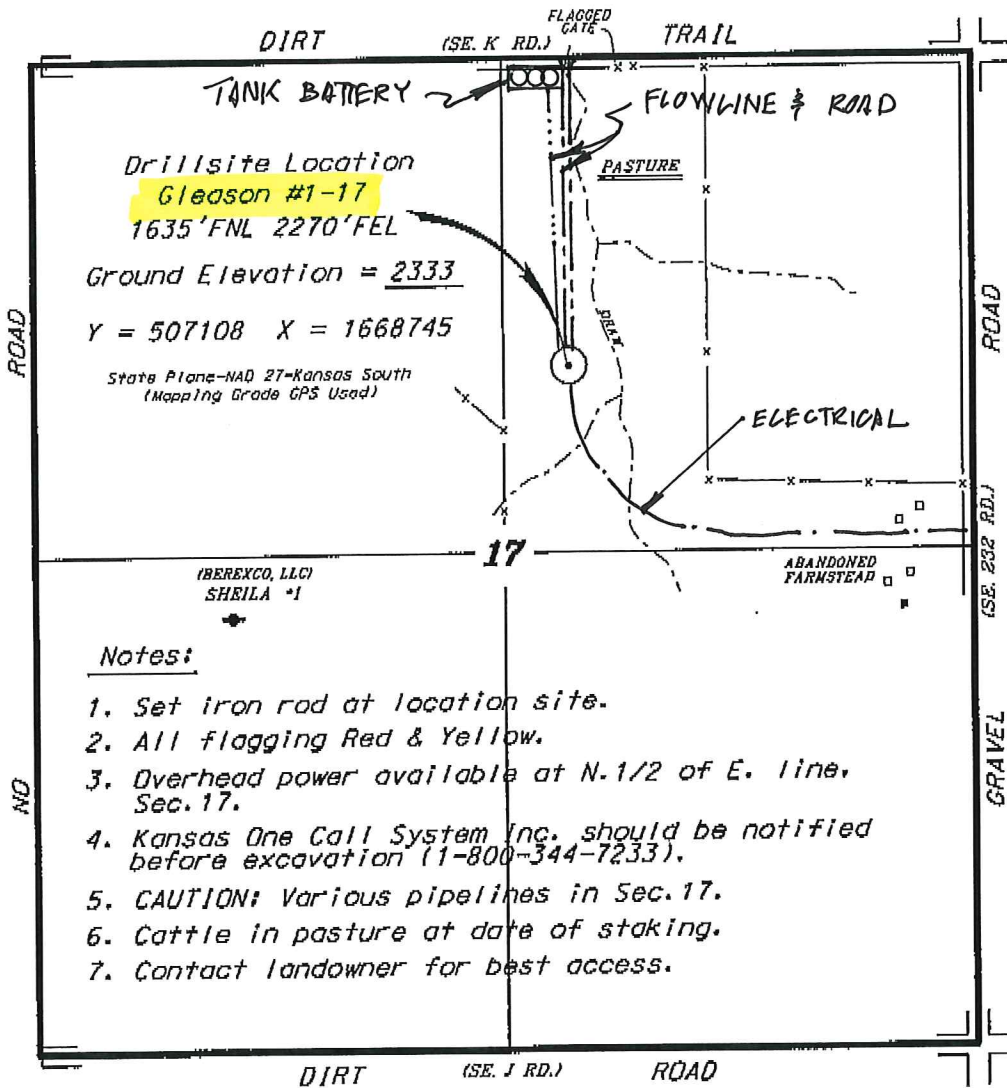 FLAGGED
GATE
DIRT (SE. K RD.) TRAIL
TANK BATTERY
FLOWLINE & ROAD
Drillsite Location
Gleason #1-17
1635'FNL 2270'FEL
PASTURE
Ground Elevation = 2333
Y = 507108 X = 1668745
State Plane-NAD 27-Kansas South
(Mapping Grade GPS Used)
ROAD
ROAD
DRAW
ELECTRICAL
(SE. 232 RD.)
17
(BEREXCO, LLC)
SHEILA #1
ABANDONED
FARMSTEAD
Notes:
1. Set iron rod at location site.
2. All flagging Red & Yellow.
3. Overhead power available at N.1/2 of E. line,
Sec.17.
4. Kansas One Call System Inc. should be notified
before excavation (1-800-344-7233).
5. CAUTION: Various pipelines in Sec.17.
6. Cattle in pasture at date of staking.
7. Contact landowner for best access.
NO
GRAVEL
DIRT (SE. J RD.) ROAD